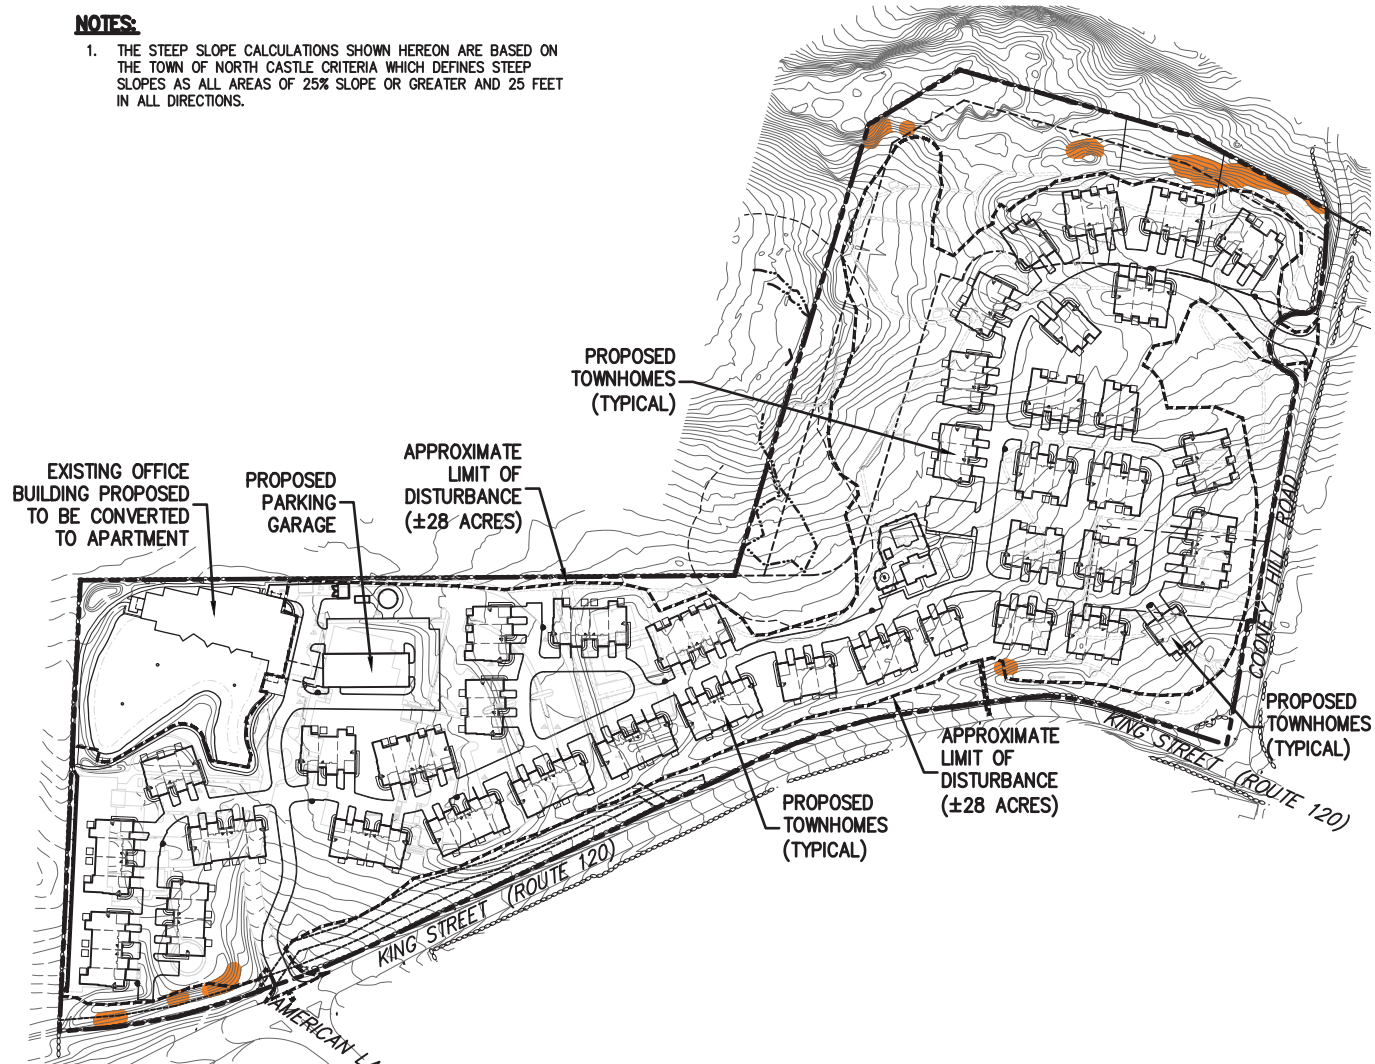 NOTES:
1. THE STEEP SLOPE CALCULATIONS SHOWN HEREON ARE BASED ON
THE TOWN OF NORTH CASTLE CRITERIA WHICH DEFINES STEEP
SLOPES AS ALL AREAS OF 25% SLOPE OR GREATER AND 25 FEET
IN ALL DIRECTIONS.
PROPOSED
TOWNHOMES
(TYPICAL)
APPROXIMATE
LIMIT OF
DISTURBANCE
(±28 ACRES)
EXISTING OFFICE
BUILDING PROPOSED
TO BE CONVERTED
TO APARTMENT
PROPOSED
PARKING
GARAGE
COONEY HILL ROAD
PROPOSED
TOWNHOMES
(TYPICAL)
KING STREET (ROUTE 120)
APPROXIMATE
LIMIT OF
DISTURBANCE
(±28 ACRES)
PROPOSED
TOWNHOMES
(TYPICAL)
KING STREET (ROUTE 120)
AMERICAN LA